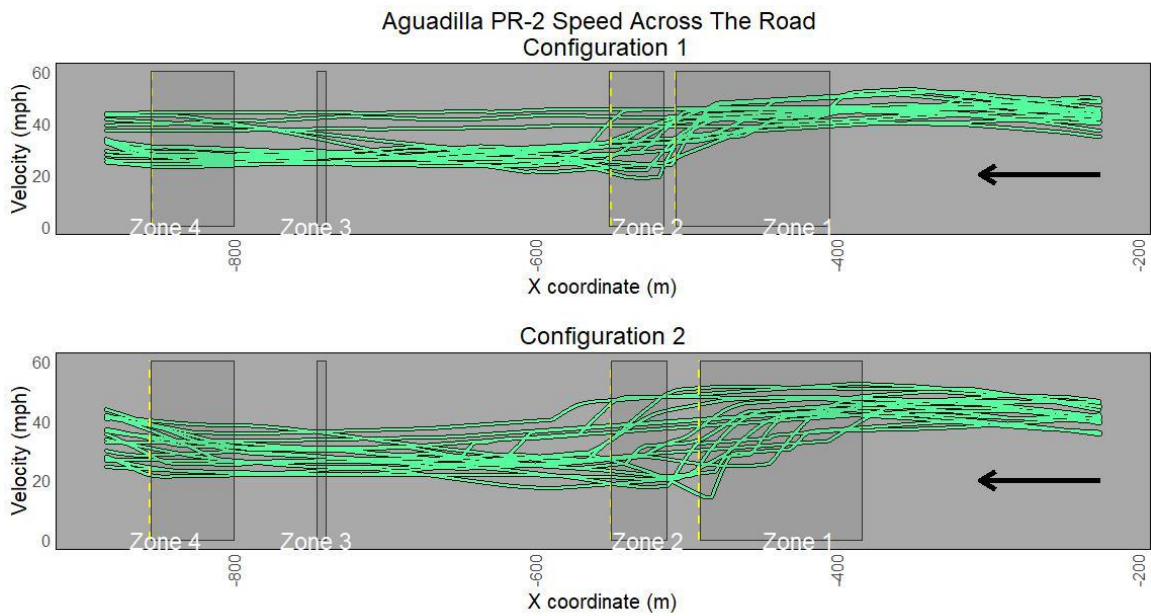 Aguadilla PR-2 Speed Across The Road
Configuration 1
Velocity (mph)
60
40
20
0
Zone 4
Zone 3
Zone 2
Zone 1
-800
-600
-400
-200
X coordinate (m)
Configuration 2
Velocity (mph)
60
40
20
0
Zone 4
Zone 3
Zone 2
Zone 1
-800
-600
-400
-200
X coordinate (m)